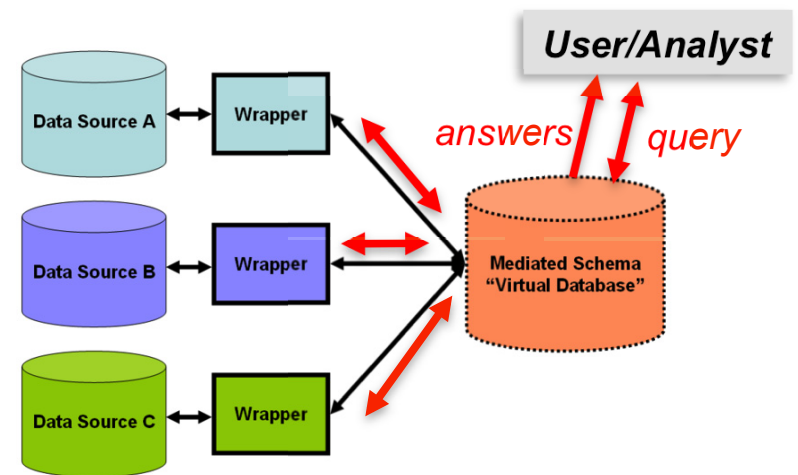 User/Analyst
answers query
Data Source A
Wrapper
Data Source B
Wrapper
Mediated Schema
“Virtual Database”
Data Source C
Wrapper